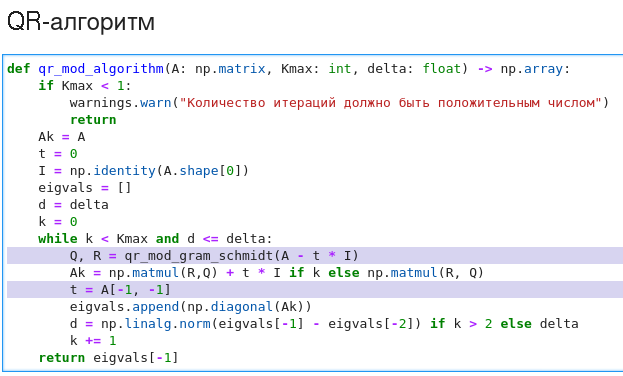 QR-алгоритм
def qr_mod_algorithm(A: np.matrix, Kmax: int, delta: float) -> np.array:
    if Kmax < 1:
        warnings.warn("Количество итераций должно быть положительным числом")
        return
    Ak = A
    t = 0
    I = np.identity(A.shape[0])
    eigvals = []
    d = delta
    k = 0
    while k < Kmax and d <= delta:
        Q, R = qr_mod_gram_schmidt(A - t * I)
        Ak = np.matmul(R,Q) + t * I if k else np.matmul(R, Q)
        t = A[-1, -1]
        eigvals.append(np.diagonal(Ak))
        d = np.linalg.norm(eigvals[-1] - eigvals[-2]) if k > 2 else delta
        k += 1
    return eigvals[-1]